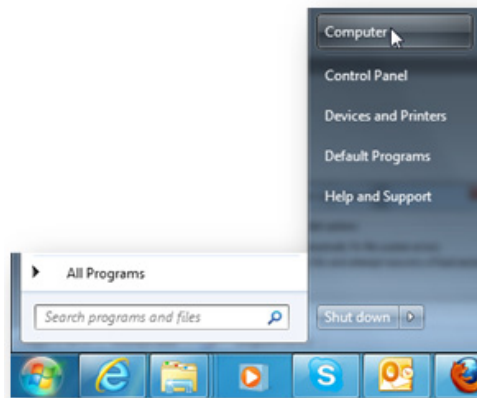 Computer
Control Panel
Devices and Printers
Default Programs
Help and Support
All Programs
Search programs and files
Shut down